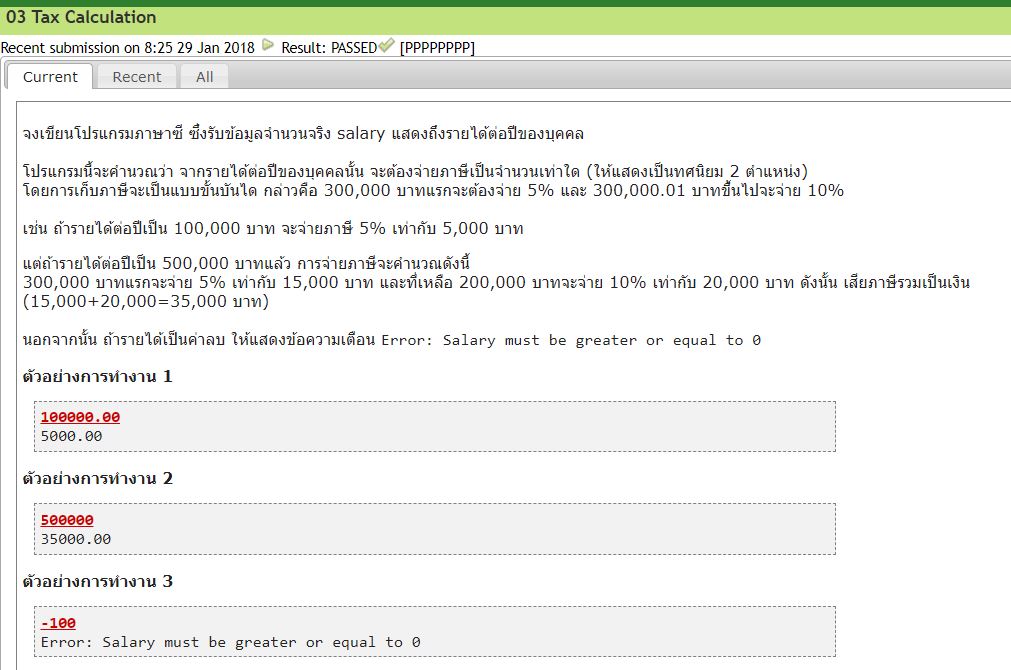 03 Tax Calculation
Recent submission on 8:25 29 Jan 2018 Result: PASSED [PPPPPPPP]
Current Recent All
จงเขียนโปรแกรมภาษาซี ซึ่งรับข้อมูลจำนวนจริง salary แสดงถึงรายได้ต่อปีของบุคคล
โปรแกรมนี้จะคำนวณว่า จากรายได้ต่อปีของบุคคลนั้น จะต้องจ่ายภาษีเป็นจำนวนเท่าใด (ให้แสดงเป็นทศนิยม 2 ตำแหน่ง)
โดยการเก็บภาษีจะเป็นแบบขั้นบันได กล่าวคือ 300,000 บาทแรกจะต้องจ่าย 5% และ 300,000.01 บาทขึ้นไปจะจ่าย 10%
เช่น ถ้ารายได้ต่อปีเป็น 100,000 บาท จะจ่ายภาษี 5% เท่ากับ 5,000 บาท
แต่ถ้ารายได้ต่อปีเป็น 500,000 บาทแล้ว การจ่ายภาษีจะคำนวณดังนี้
300,000 บาทแรกจะจ่าย 5% เท่ากับ 15,000 บาท และที่เหลือ 200,000 บาทจะจ่าย 10% เท่ากับ 20,000 บาท ดังนั้น เสียภาษีรวมเป็นเงิน
(15,000+20,000=35,000 บาท)
นอกจากนั้น ถ้ารายได้เป็นค่าลบ ให้แสดงข้อความเตือน Error: Salary must be greater or equal to 0
ตัวอย่างการทำงาน 1
100000.00
5000.00
ตัวอย่างการทำงาน 2
500000
35000.00
ตัวอย่างการทำงาน 3
-100
Error: Salary must be greater or equal to 0